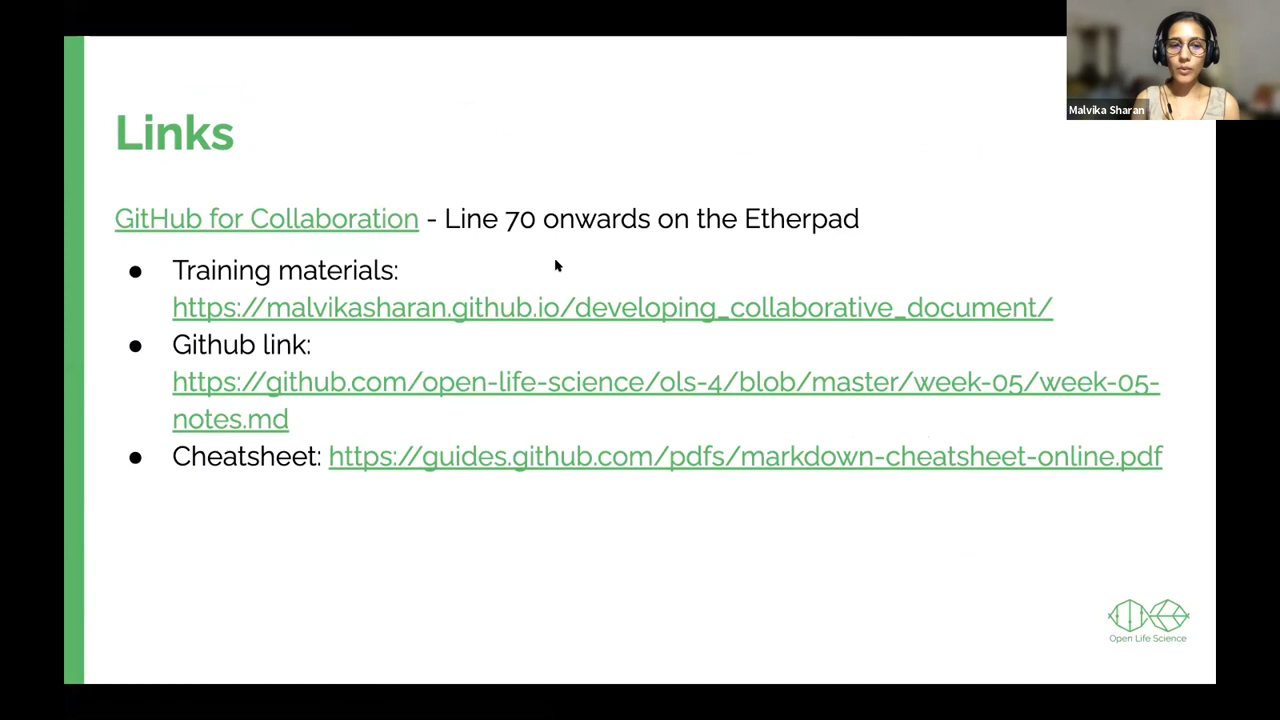 Malvika Sharan
Links
GitHub for Collaboration - Line 70 onwards on the Etherpad
● Training materials:
https://malvikasharan.github.io/developing_collaborative_document/
● Github link:
https://github.com/open-life-science/ols-4/blob/master/week-05/week-05-
notes.md
● Cheatsheet: https://guides.github.com/pdfs/markdown-cheatsheet-online.pdf
Open Life Science